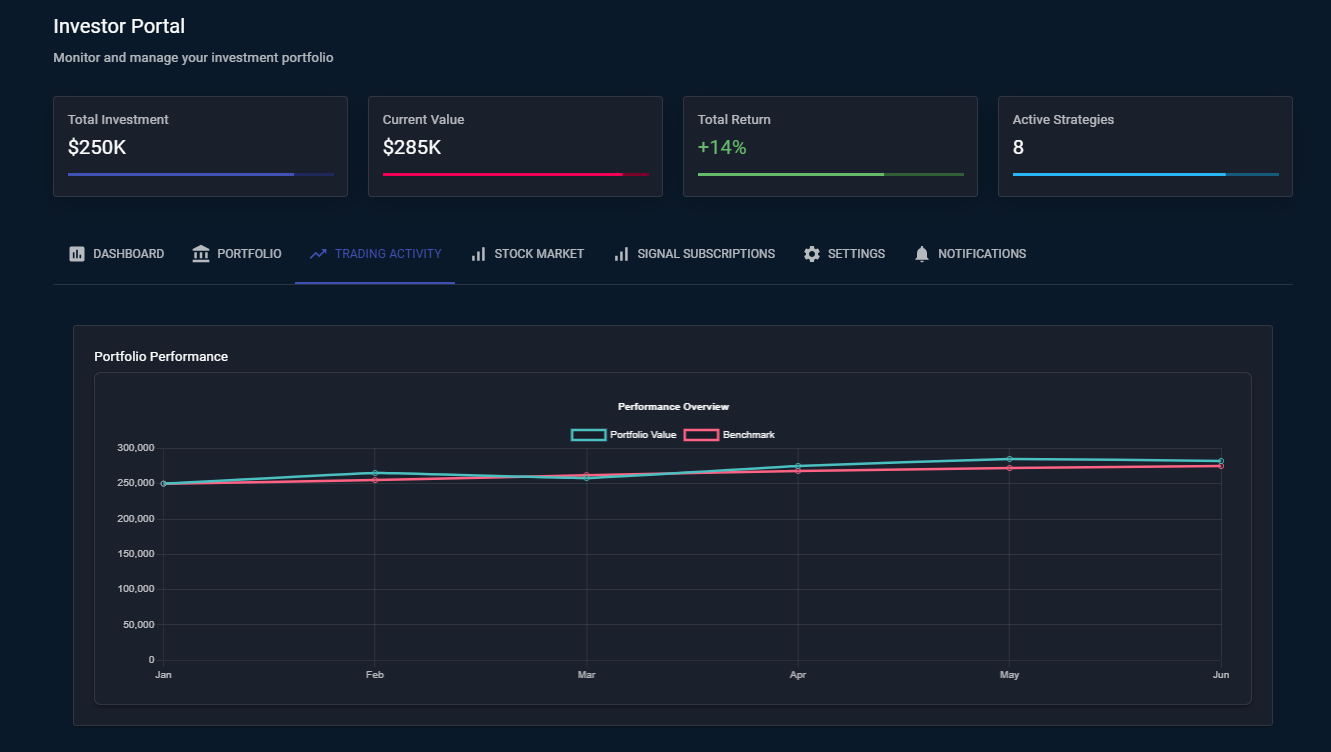 Investor Portal
Monitor and manage your investment portfolio
Total Investment
$250K
Current Value
$285K
Total Return
+14%
Active Strategies
8
DASHBOARD
PORTFOLIO
TRADING ACTIVITY
STOCK MARKET
SIGNAL SUBSCRIPTIONS
SETTINGS
NOTIFICATIONS
Portfolio Performance
Performance Overview
Portfolio Value
Benchmark
300,000
250,000
200,000
150,000
100,000
50,000
0
Jan
Feb
Mar
Apr
May
Jun